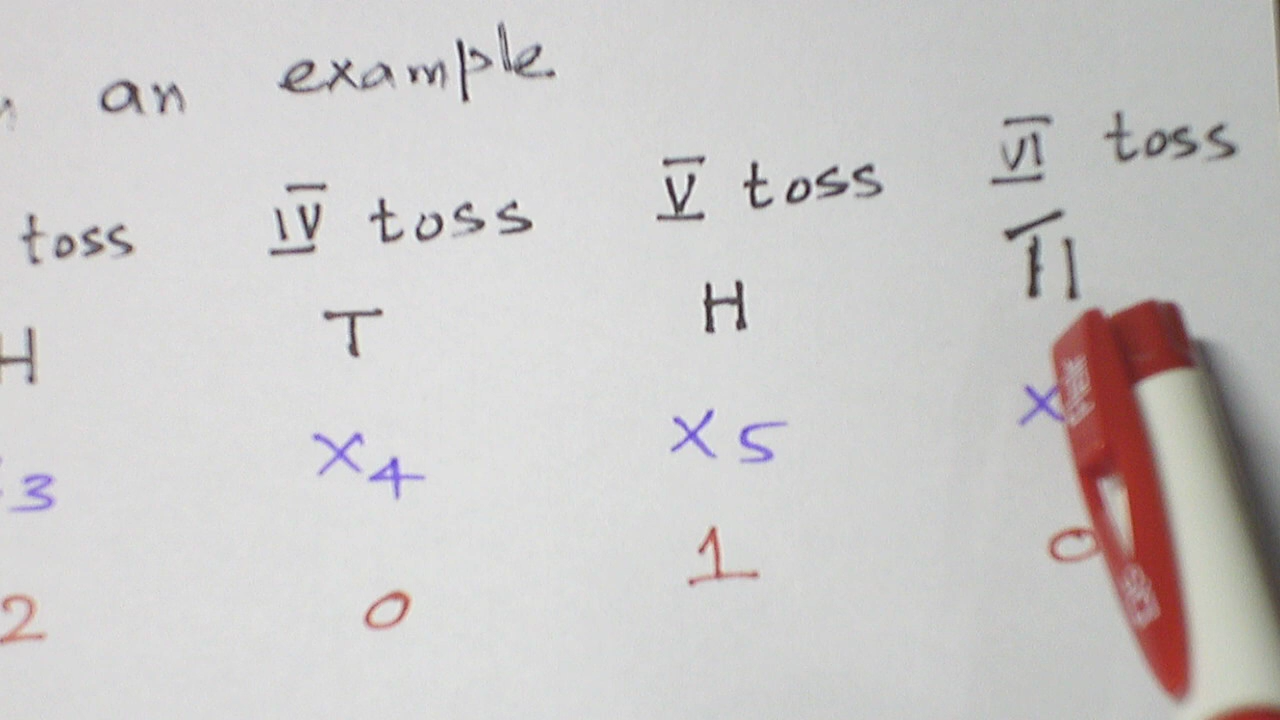 an example
toss IV toss V toss VI toss
H T H
3 X4 X5 X
2 0 1 0